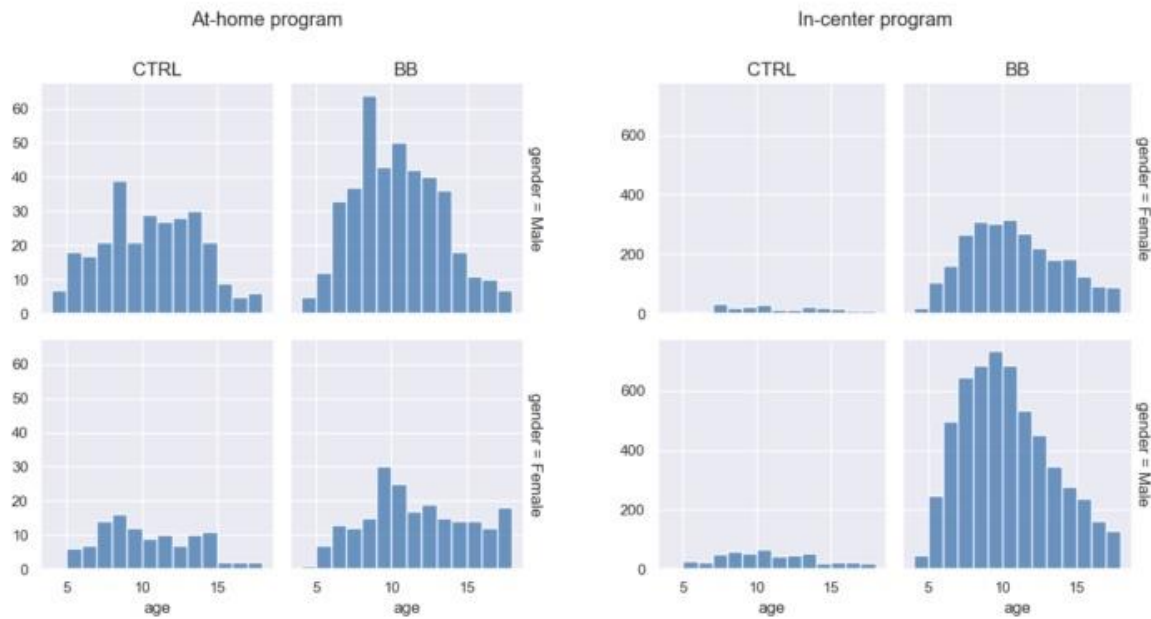 At-home program
In-center program
CTRL
BB
CTRL
BB
60
50
40
30
20
10
0
gender = Male
600
400
200
0
gender = Female
60
50
40
30
20
10
0
gender = Female
600
400
200
0
gender = Male
5 10 15
5 10 15
5 10 15
5 10 15
age
age
age
age